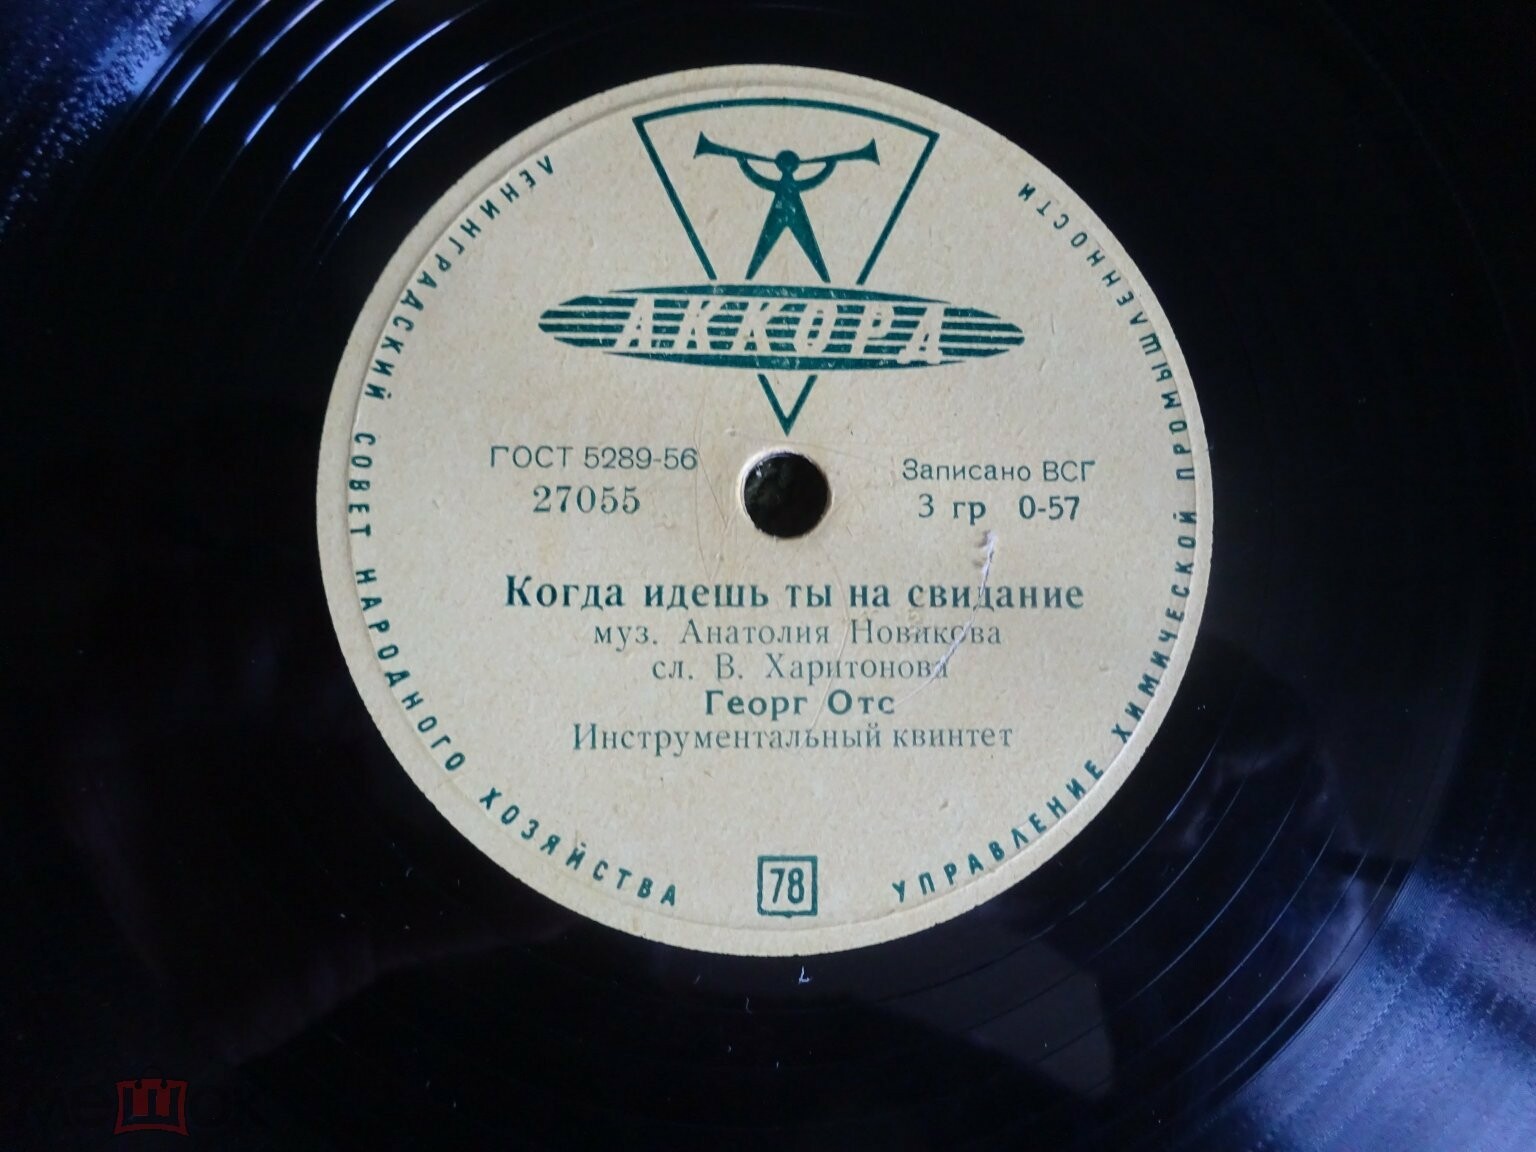 АККОРД
ЛЕНИНГРАДСКИЙ СОВЕТ НАРОДНОГО ХОЗЯЙСТВА
УПРАВЛЕНИЕ ХИМИЧЕСКОЙ ПРОМЫШЛЕННОСТИ
ГОСТ 5289-56
27055
Записано ВСГ
3 гр 0-57
Когда идешь ты на свидание
муз. Анатолия Новикова
сл. В. Харитонова
Георг Отс
Инструментальный квинтет
78
мешок